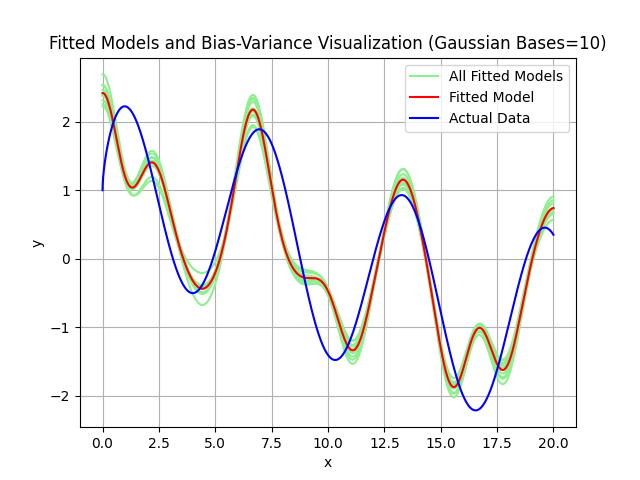 Fitted Models and Bias-Variance Visualization (Gaussian Bases=10)
All Fitted Models
Fitted Model
Actual Data
2
1
0
−1
−2
y
0.0 2.5 5.0 7.5 10.0 12.5 15.0 17.5 20.0
x